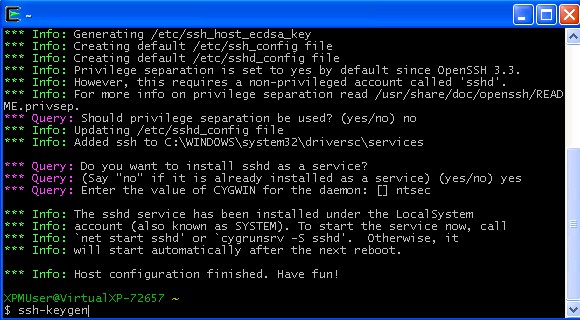 ~
*** Info: Generating /etc/ssh_host_ecdsa_key
*** Info: Creating default /etc/ssh_config file
*** Info: Creating default /etc/sshd_config file
*** Info: Privilege separation is set to yes by default since OpenSSH 3.3.
*** Info: However, this requires a non-privileged account called 'sshd'.
*** Info: For more info on privilege separation read /usr/share/doc/openssh/READ
ME.privsep.
*** Query: Should privilege separation be used? (yes/no) no
*** Info: Updating /etc/sshd_config file
*** Info: Added ssh to C:\WINDOWS\system32\driversc\services
*** Query: Do you want to install sshd as a service?
*** Query: (Say "no" if it is already installed as a service) (yes/no) yes
*** Query: Enter the value of CYGWIN for the daemon: [] ntsec
*** Info: The sshd service has been installed under the LocalSystem
*** Info: account (also known as SYSTEM). To start the service now, call
*** Info: `net start sshd' or `cygrunsrv -S sshd'.  Otherwise, it
*** Info: will start automatically after the next reboot.
*** Info: Host configuration finished. Have fun!
XPMUser@VirtualXP-72657 ~
$ ssh-keygen